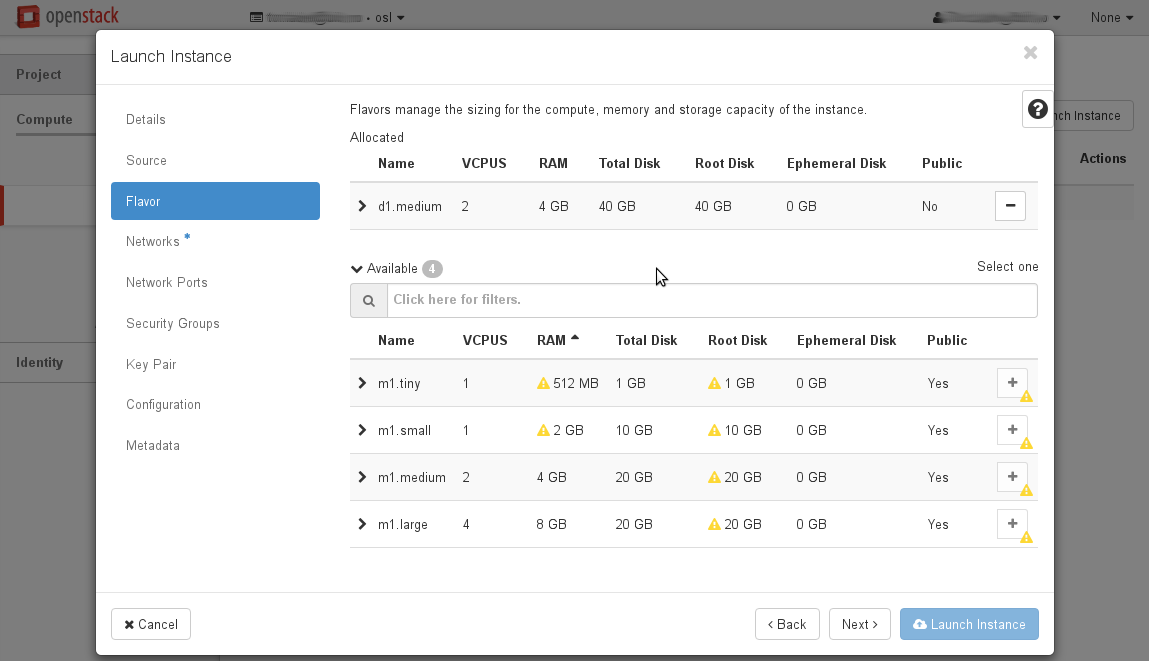 openstack
• osl
None
Launch Instance
Project
Compute
Identity
nch Instance
Actions
Details
Source
Flavor
Networks *
Network Ports
Security Groups
Key Pair
Configuration
Metadata
Flavors manage the sizing for the compute, memory and storage capacity of the instance.
Allocated
Name VCPUS RAM Total Disk Root Disk Ephemeral Disk Public
d1.medium 2 4 GB 40 GB 40 GB 0 GB No
Available 4 Select one
Click here for filters.
Name VCPUS RAM Total Disk Root Disk Ephemeral Disk Public
m1.tiny 1 512 MB 1 GB 1 GB 0 GB Yes
m1.small 1 2 GB 10 GB 10 GB 0 GB Yes
m1.medium 2 4 GB 20 GB 20 GB 0 GB Yes
m1.large 4 8 GB 20 GB 20 GB 0 GB Yes
Cancel
< Back Next > Launch Instance